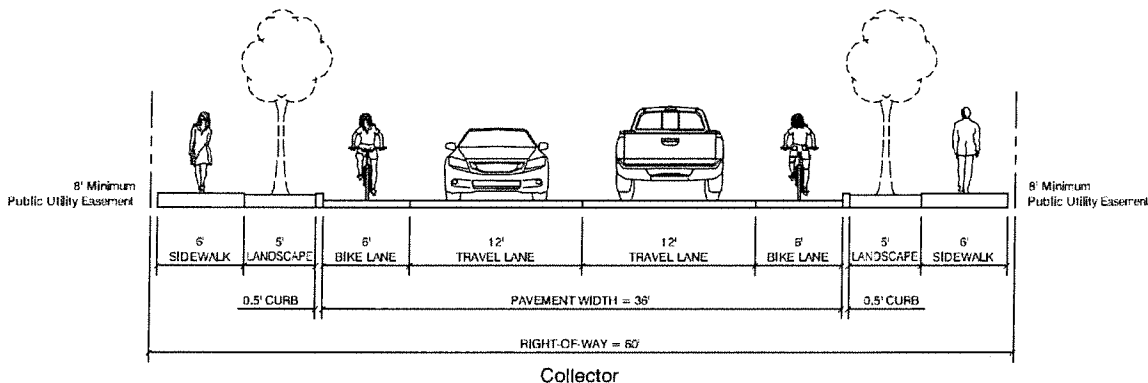 8' Minimum
Public Utility Easement
8' Minimum
Public Utility Easement
6'
SIDEWALK
5'
LANDSCAPE
6'
BIKE LANE
12'
TRAVEL LANE
12'
TRAVEL LANE
6'
BIKE LANE
5'
LANDSCAPE
6'
SIDEWALK
0.5' CURB
PAVEMENT WIDTH = 36'
0.5' CURB
RIGHT-OF-WAY = 60'
Collector